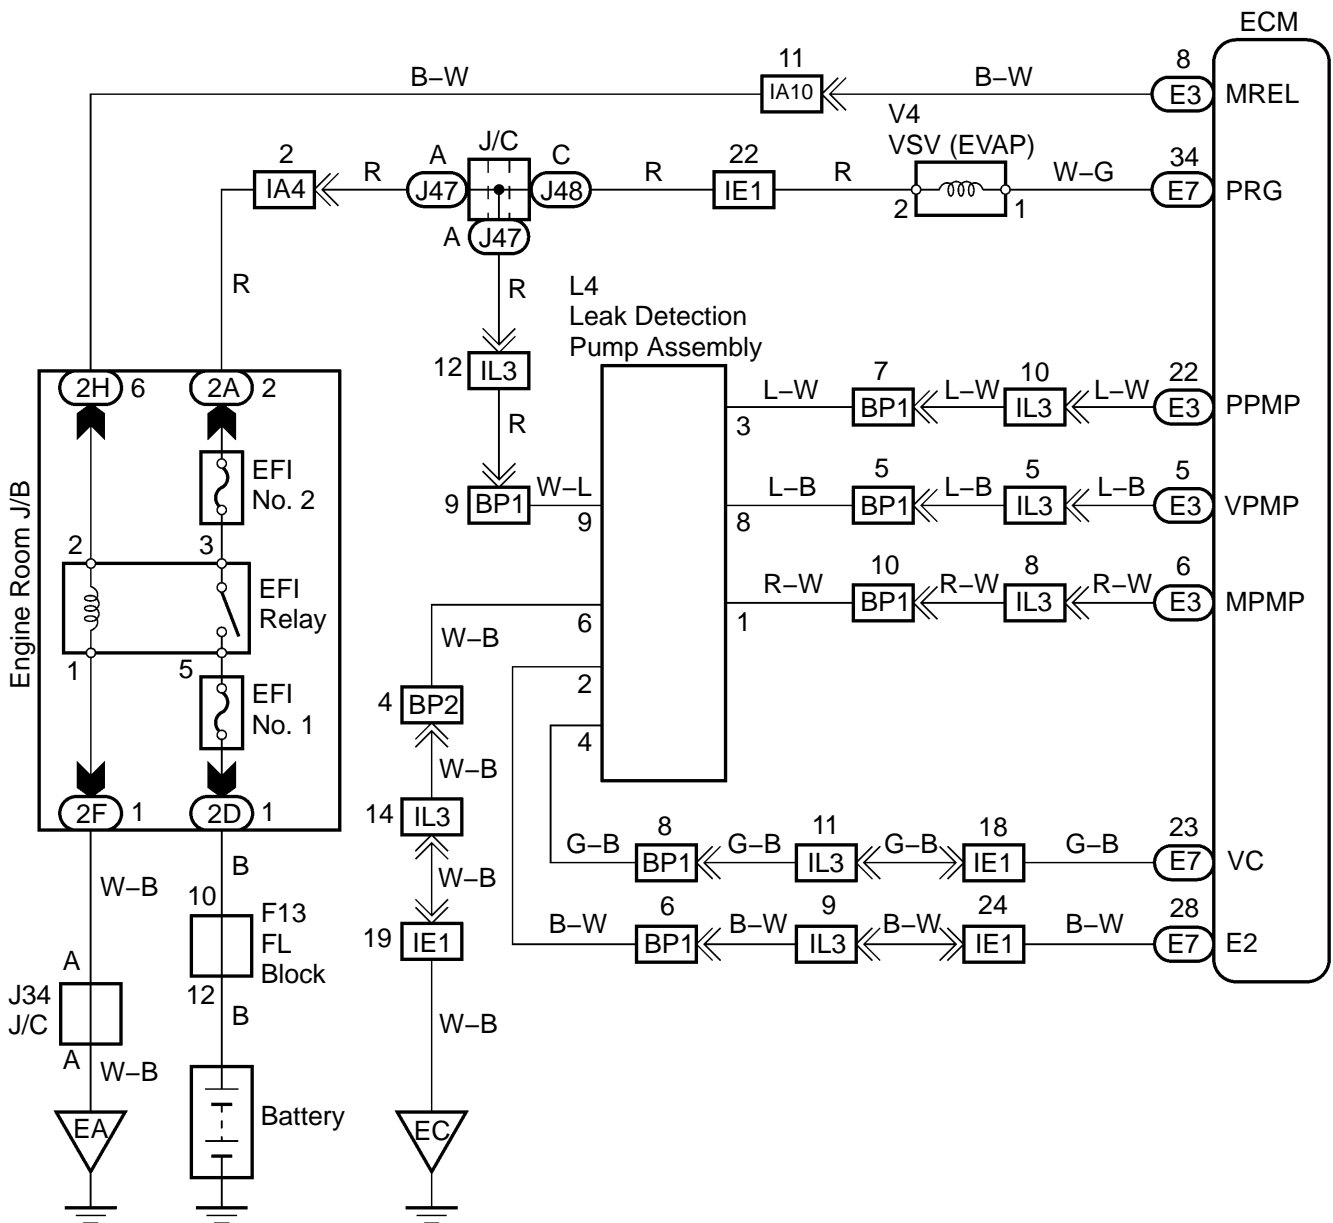 ECM
11
8
B–W
IA10
B–W
E3
MREL
V4
VSV (EVAP)
2
A
J/C
C
22
34
IA4
R
J47
J48
R
IE1
R
W–G
E7
PRG
2
1
A
J47
R
R
L4
Leak Detection
Pump Assembly
12
IL3
7
10
22
2H
6
2A
2
L–W
BP1
L–W
IL3
L–W
E3
PPMP
3
R
EFI
No. 2
5
5
5
9
BP1
W–L
L–B
BP1
L–B
IL3
L–B
E3
VPMP
9
8
Engine Room J/B
2
3
10
8
6
EFI
Relay
R–W
BP1
R–W
IL3
R–W
E3
MPMP
6
1
W–B
1
5
2
EFI
No. 1
4
BP2
4
W–B
2F
1
2D
1
14
IL3
8
11
18
23
B
G–B
BP1
G–B
IL3
G–B
IE1
G–B
E7
VC
W–B
10
W–B
F13
FL
Block
6
9
24
28
19
IE1
B–W
BP1
B–W
IL3
B–W
IE1
B–W
E7
E2
A
J34
J/C
12
B
W–B
A
W–B
Battery
EA
EC